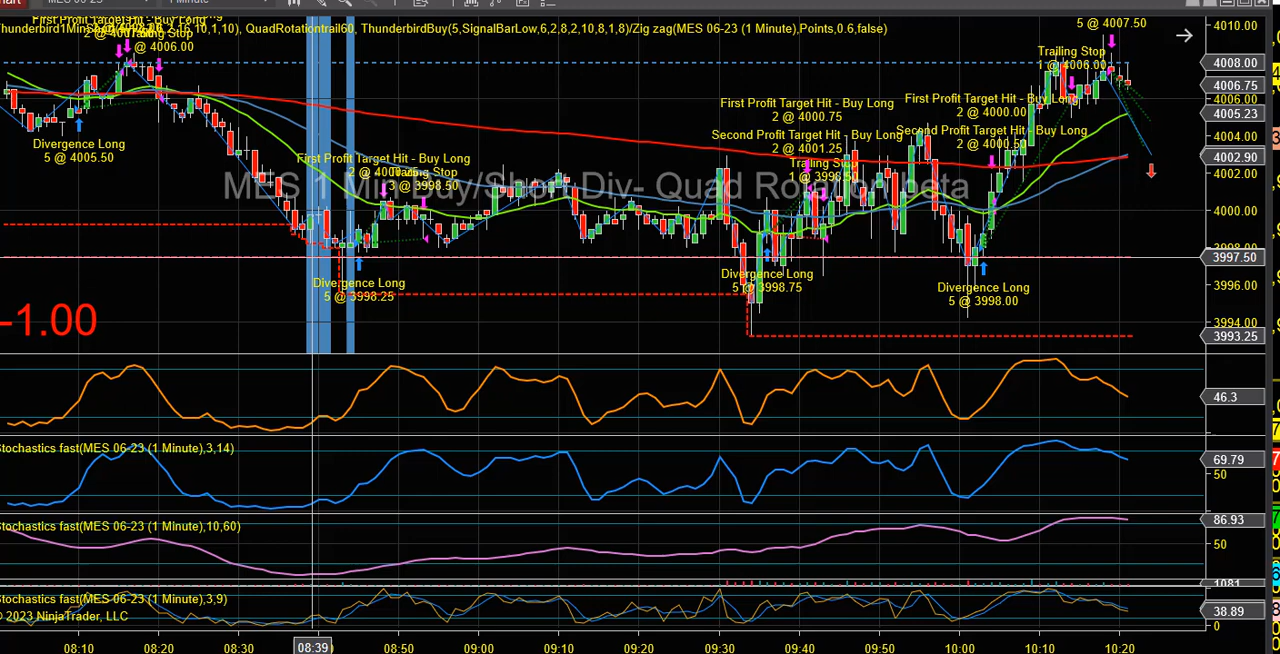 MES 06-23
1 Minute
Thunderbird1Min
10,1,10), QuadRotationtrail60, ThunderbirdBuy(5,SignalBarLow,6,2,8,2,10,8,1,8)/Zig zag(MES 06-23 (1 Minute),Points,0.6,false)
First Profit Target Hit - Buy Long
@ 4006.00
Divergence Long
5 @ 4005.50
First Profit Target Hit - Buy Long
3 @ 3998.50
Divergence Long
5 @ 3998.25
MES 1 Min Buy/Short Div- Quad Rotation beta
First Profit Target Hit - Buy Long
2 @ 4000.75
Second Profit Target Hit - Buy Long
2 @ 4001.25
Trailing Stop
1 @ 3998.50
Divergence Long
5 @ 3998.75
First Profit Target Hit - Buy Long
2 @ 4000.00
Second Profit Target Hit - Buy Long
2 @ 4000.50
Divergence Long
5 @ 3998.00
Trailing Stop
1 @ 4006.00
5 @ 4007.50
-1.00
4010.00
4008.00
4006.75
4006.00
4005.23
4004.00
4002.90
4002.00
4000.00
3998.00
3997.50
3996.00
3994.00
3993.25
46.3
Stochastics fast(MES 06-23 (1 Minute),3,14)
69.79
50
Stochastics fast(MES 06-23 (1 Minute),10,60)
86.93
50
1081
Stochastics fast(MES 06-23 (1 Minute),3,9)
38.89
0
© 2023 NinjaTrader, LLC
08:10 08:20 08:30 08:39 08:50 09:00 09:10 09:20 09:30 09:40 09:50 10:00 10:10 10:20